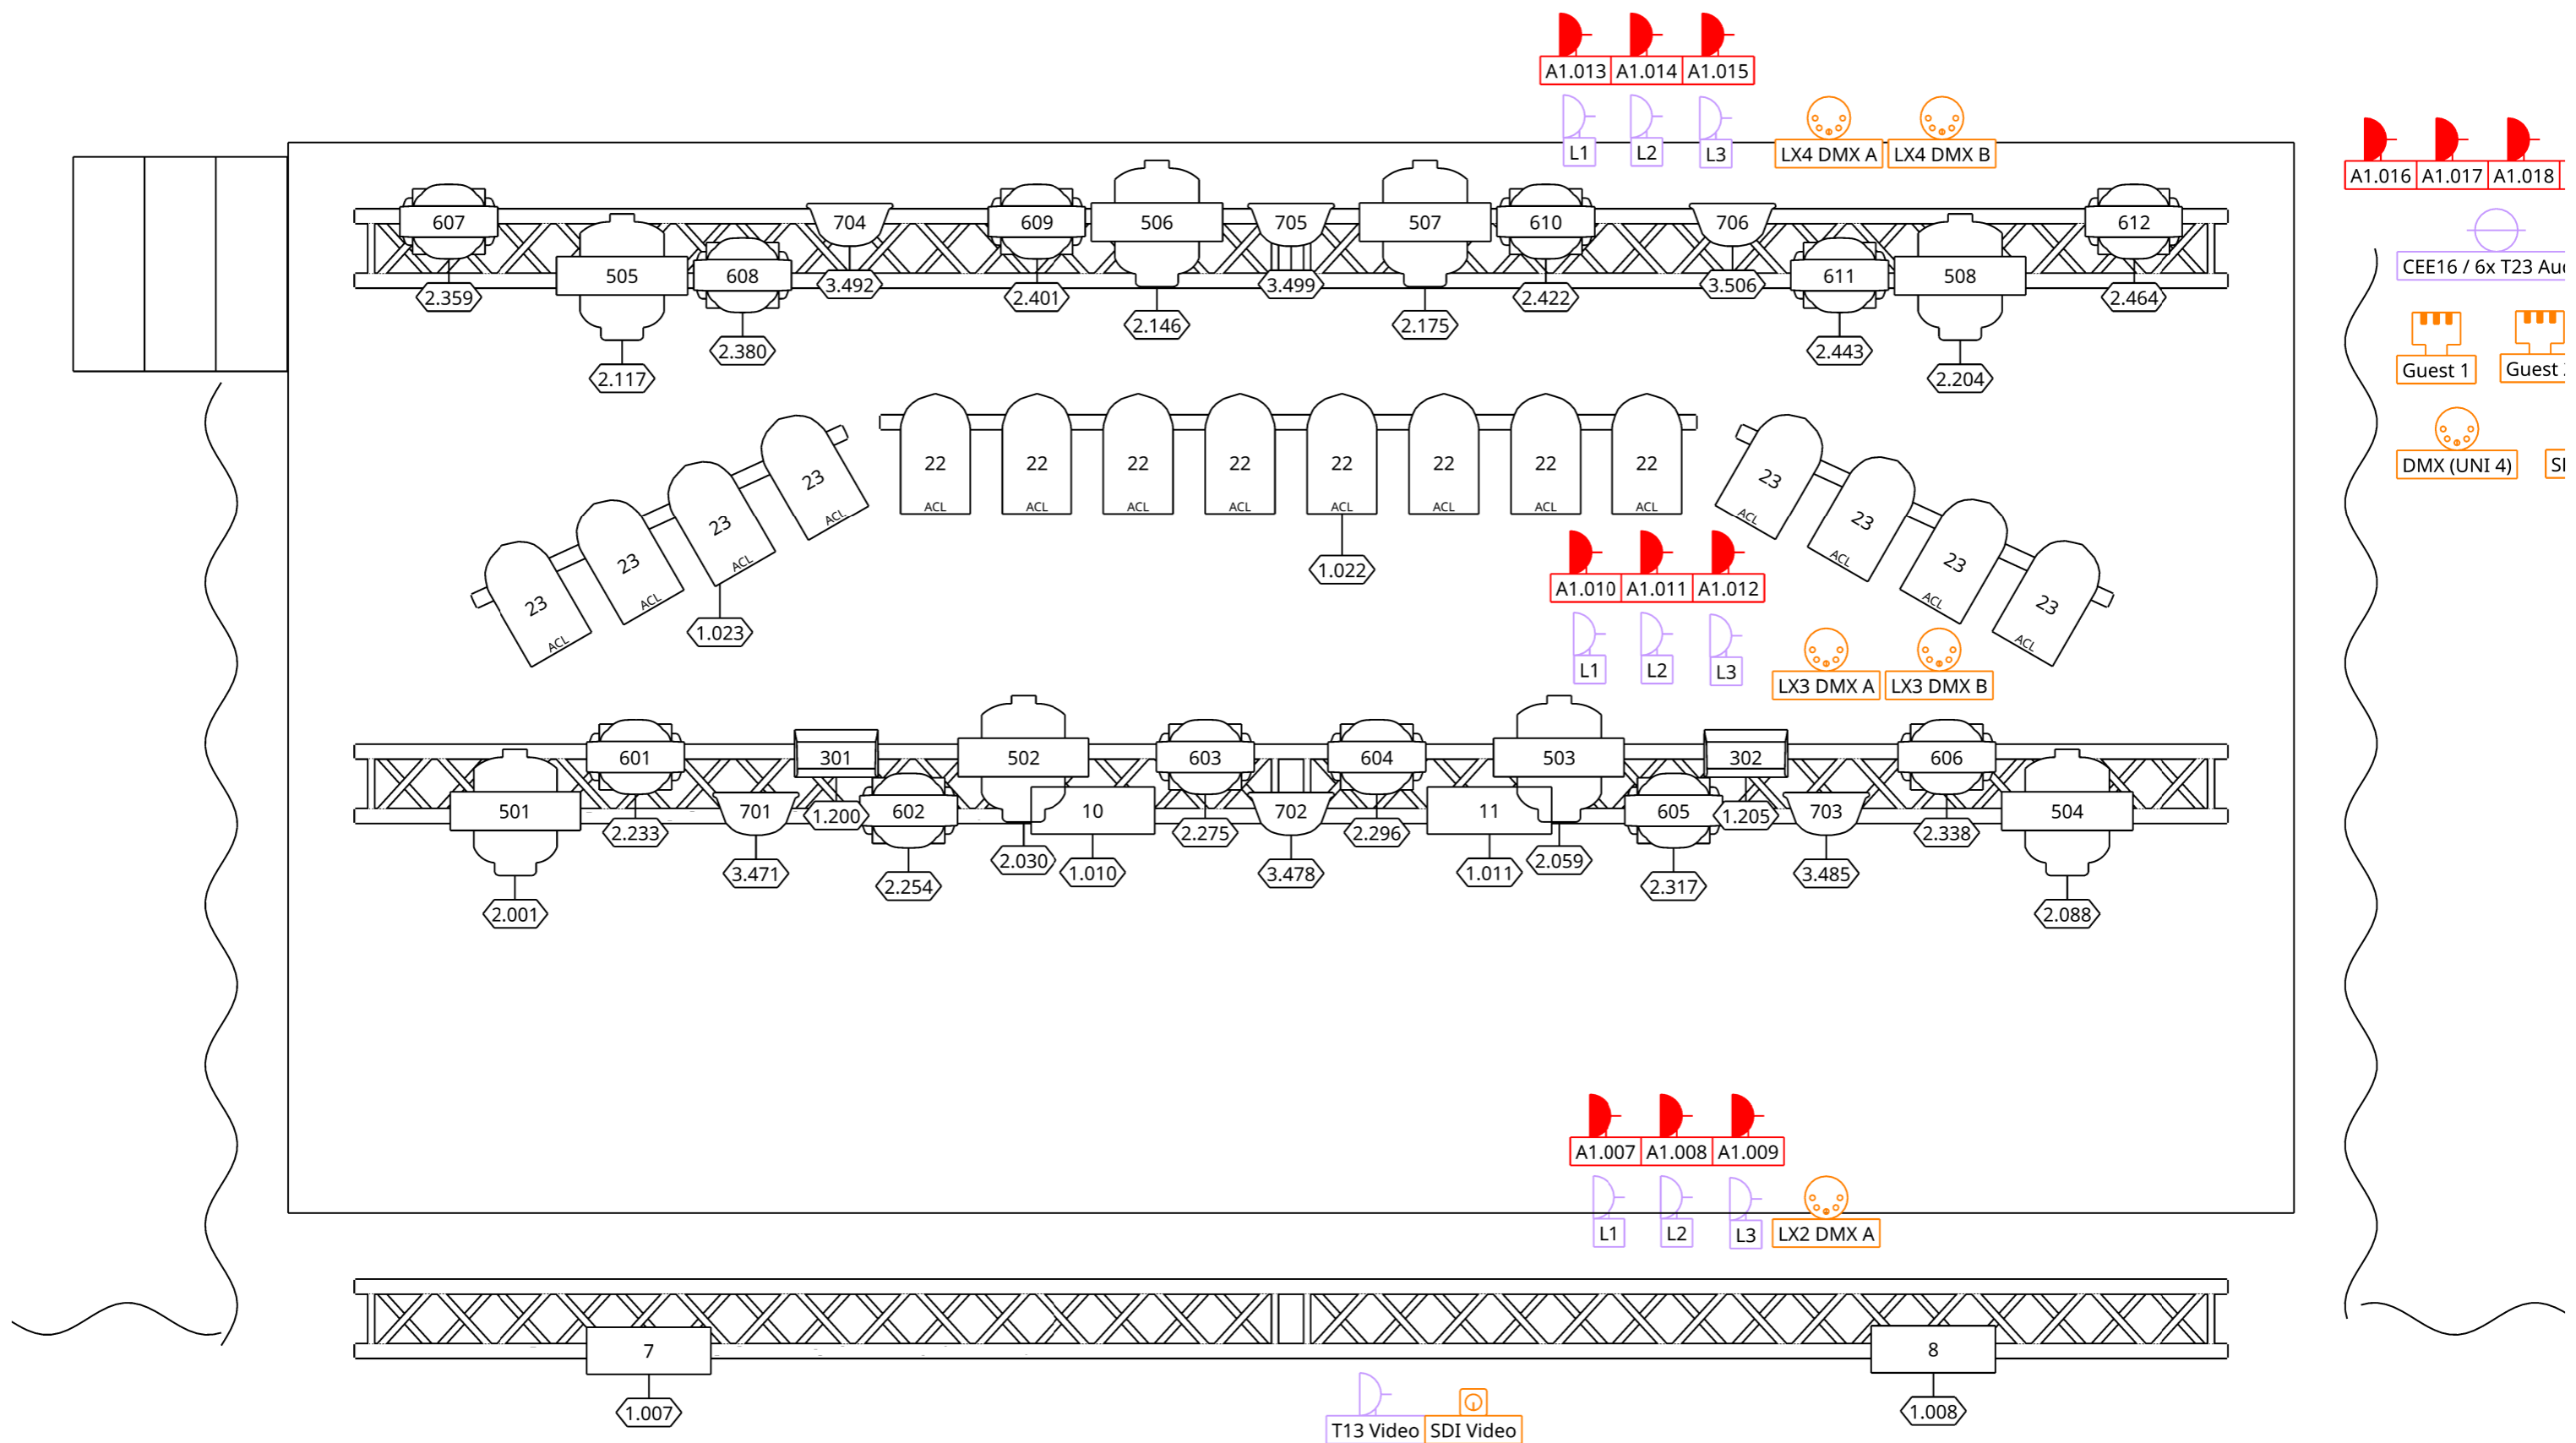 A1.013 A1.014 A1.015
L1 L2 L3 LX4 DMX A LX4 DMX B
A1.016 A1.017 A1.018
607 704 609 506 705 507 610 706 612
505 608 611 508
CEE16 / 6x T23
2.359 3.492 2.401 3.499 2.422 3.506 2.464
2.146 2.175
2.380 2.443
2.117 2.204
Guest 1 Guest
22 22 22 22 22 22 22 22
ACL ACL ACL ACL ACL ACL ACL ACL
23 23 23 23
ACL ACL ACL ACL
23 23 23 23
ACL ACL ACL ACL
DMX (UNI 4)
1.022
1.023
A1.010 A1.011 A1.012
L1 L2 L3 LX3 DMX A LX3 DMX B
601 301 502 603 604 503 302 606
501 701 1.200 602 10 702 11 605 1.205 703 504
2.233 2.275 2.296 2.338
3.471 2.254 2.030 1.010 3.478 1.011 2.059 2.317 3.485
2.001 2.088
A1.007 A1.008 A1.009
L1 L2 L3 LX2 DMX A
7 8
1.007 1.008
T13 Video SDI Video